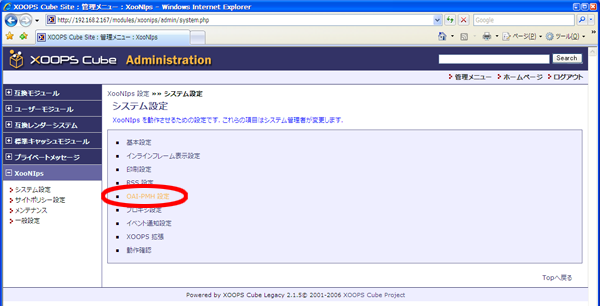 XOOPS Cube Site : 管理メニュー : XooNIps - Windows Internet Explorer
http://192.168.2.167/modules/xoonips/admin/system.php
Google
XOOPS Cube Site : 管理メニュー : XooNIps
ページ(P)
ツール(O)
XOOPS Cube Administration
Search
管理メニュー
ホームページ
ログアウト
互換モジュール
ユーザーモジュール
互換レンダーシステム
標準キャッシュモジュール
プライベートメッセージ
XooNIps
システム設定
サイトポリシー設定
メンテナンス
一般設定
XooNIps 設定 »» システム設定
システム設定
XooNIps を動作させるための設定です. これらの項目はシステム管理者が変更します.
基本設定
インラインフレーム表示設定
印刷設定
RSS 設定
OAI-PMH 設定
プロキシ設定
イベント通知設定
XOOPS 拡張
動作確認
Topへ戻る
Powered by XOOPS Cube Legacy 2.1.5© 2001-2006 XOOPS Cube Project